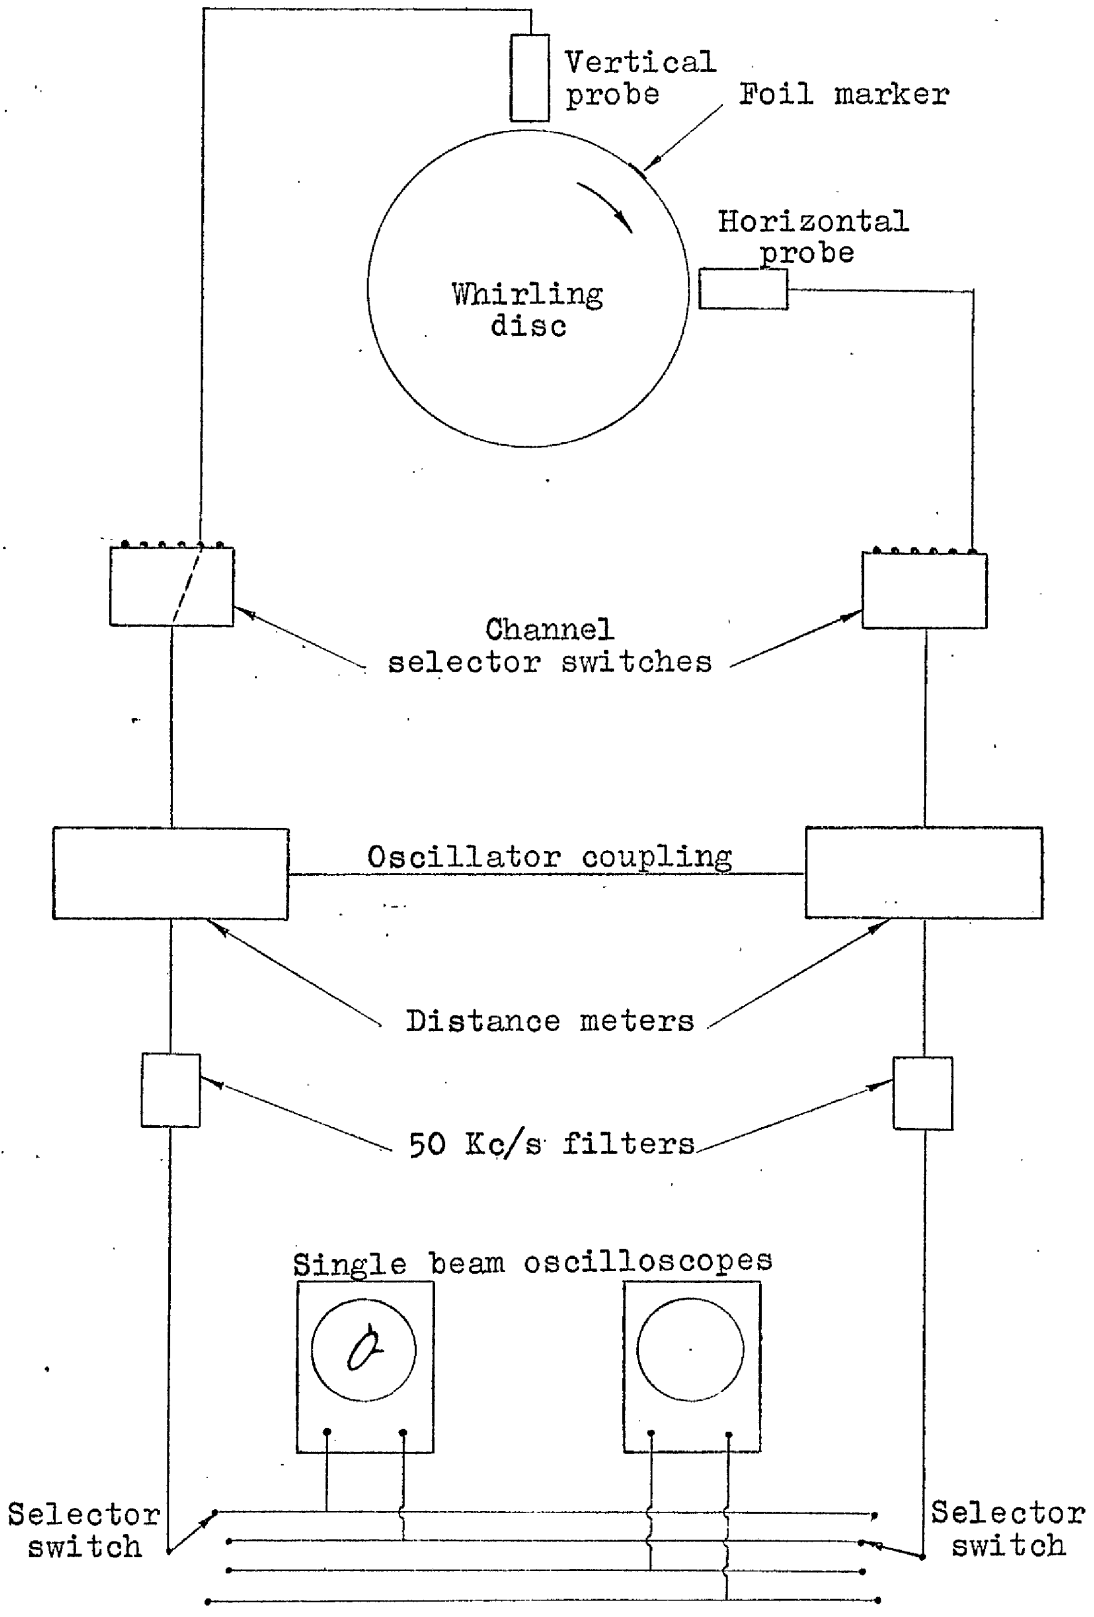 Vertical
probe
Foil marker
Horizontal
probe
Whirling
disc
Channel
selector switches
Oscillator coupling
Distance meters
50 Kc/s filters
Single beam oscilloscopes
Selector
switch
Selector
switch